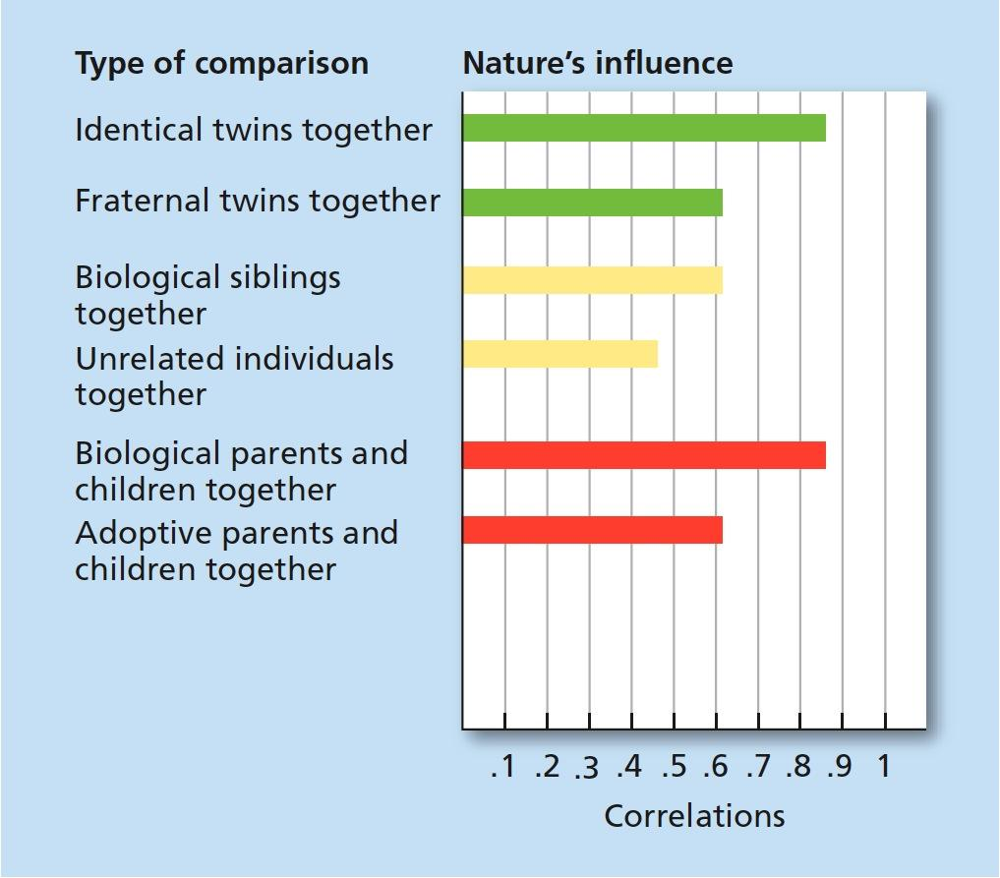 Type of comparison
Nature's influence
Identical twins together
Fraternal twins together
Biological siblings
together
Unrelated individuals
together
Biological parents and
children together
Adoptive parents and
children together
.1 .2 .3 .4 .5 .6 .7 .8 .9 1
Correlations